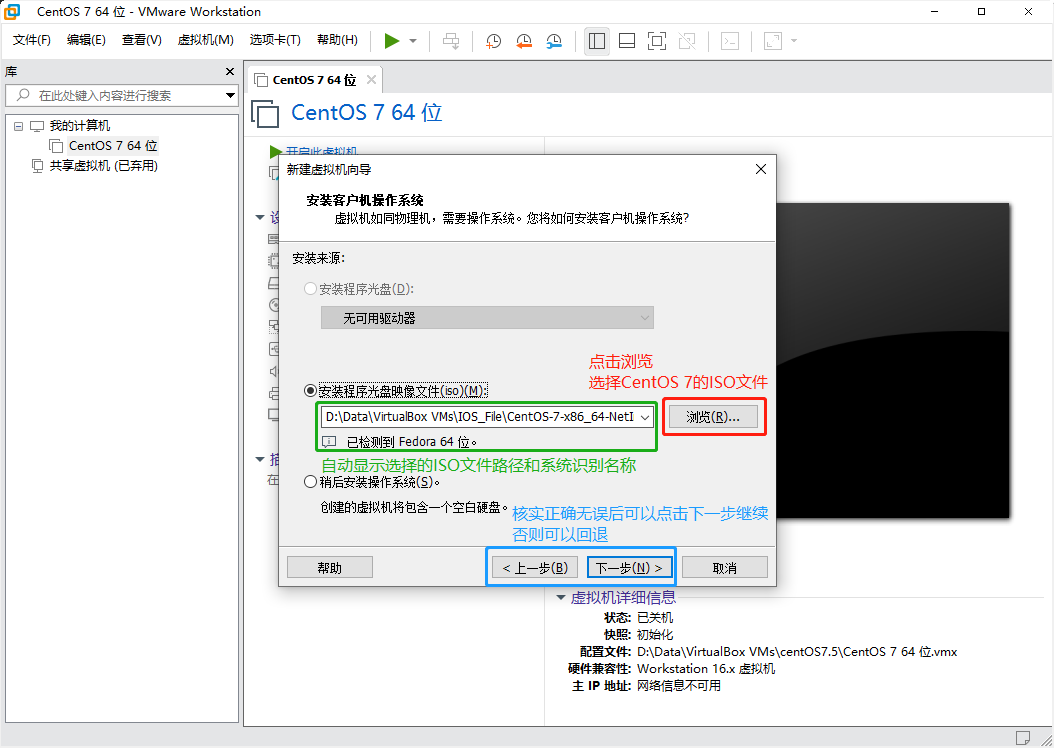 CentOS 7 64 位 - VMware Workstation
文件(F) 编辑(E) 查看(V) 虚拟机(M) 选项卡(T) 帮助(H)
库
在此处键入内容进行搜索
我的计算机
CentOS 7 64 位
共享虚拟机 (已弃用)
CentOS 7 64 位
CentOS 7 64 位
开启此虚拟机
新建虚拟机向导
安装客户机操作系统
虚拟机如同物理机，需要操作系统。您将如何安装客户机操作系统？
安装来源:
安装程序光盘(D):
无可用驱动器
点击浏览
选择CentOS 7的ISO文件
安装程序光盘映像文件(iso)(M):
D:\Data\VirtualBox VMs\IOS_File\CentOS-7-x86_64-NetI
浏览(R)...
已检测到 Fedora 64 位。
自动显示选择的ISO文件路径和系统识别名称
稍后安装操作系统(S)。
创建的虚拟机将包含一个空白硬盘。
核实正确无误后可以点击下一步继续
否则可以回退
帮助
< 上一步(B)
下一步(N) >
取消
虚拟机详细信息
状态: 已关机
快照: 初始化
配置文件: D:\Data\VirtualBox VMs\centOS7.5\CentOS 7 64 位.vmx
硬件兼容性: Workstation 16.x 虚拟机
主 IP 地址: 网络信息不可用